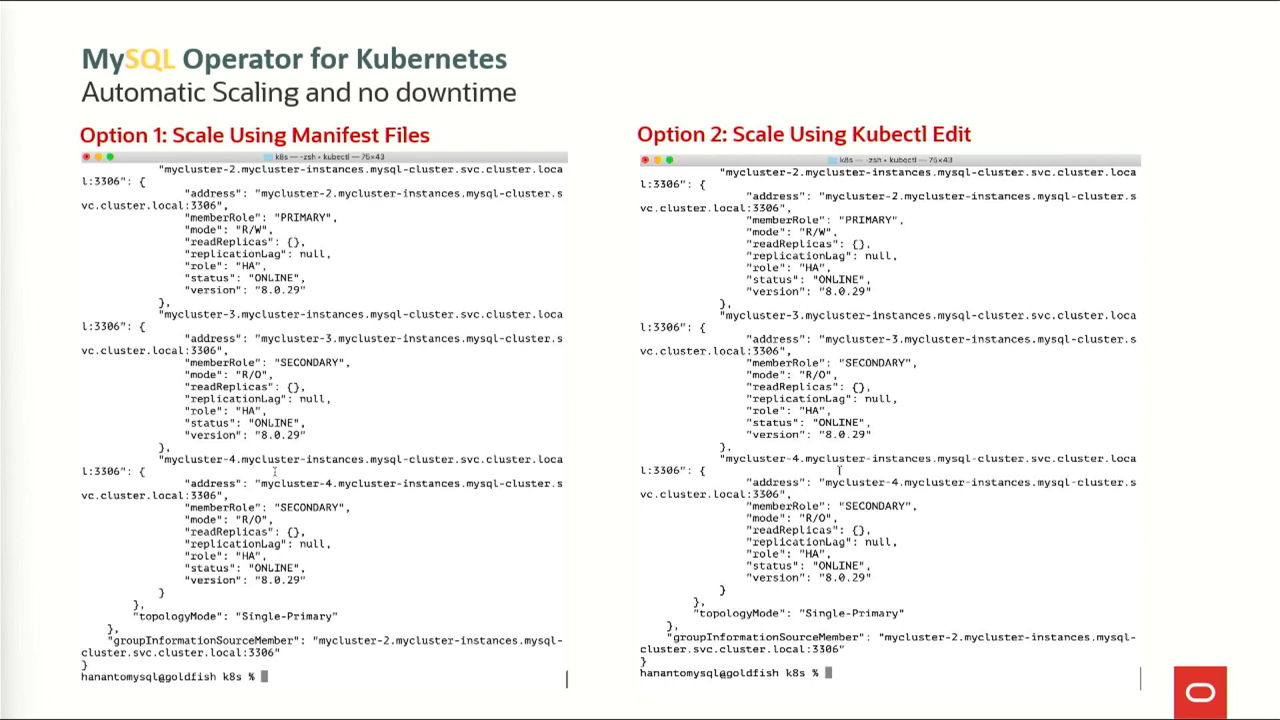 MySQL Operator for Kubernetes
Automatic Scaling and no downtime
Option 1: Scale Using Manifest Files
k8s — -zsh • kubectl — 75×43
"mycluster-2.mycluster-instances.mysql-cluster.svc.cluster.loca
l:3306": {
"address": "mycluster-2.mycluster-instances.mysql-cluster.s
vc.cluster.local:3306",
"memberRole": "PRIMARY",
"mode": "R/W",
"readReplicas": {},
"replicationLag": null,
"role": "HA",
"status": "ONLINE",
"version": "8.0.29"
},
"mycluster-3.mycluster-instances.mysql-cluster.svc.cluster.loca
l:3306": {
"address": "mycluster-3.mycluster-instances.mysql-cluster.s
vc.cluster.local:3306",
"memberRole": "SECONDARY",
"mode": "R/O",
"readReplicas": {},
"replicationLag": null,
"role": "HA",
"status": "ONLINE",
"version": "8.0.29"
},
"mycluster-4.mycluster-instances.mysql-cluster.svc.cluster.loca
l:3306": {
"address": "mycluster-4.mycluster-instances.mysql-cluster.s
vc.cluster.local:3306",
"memberRole": "SECONDARY",
"mode": "R/O",
"readReplicas": {},
"replicationLag": null,
"role": "HA",
"status": "ONLINE",
"version": "8.0.29"
}
},
"topologyMode": "Single-Primary"
},
"groupInformationSourceMember": "mycluster-2.mycluster-instances.mysql-
cluster.svc.cluster.local:3306"
}
hanantomysql@goldfish k8s %
Option 2: Scale Using Kubectl Edit
k8s — -zsh • kubectl — 75×43
"mycluster-2.mycluster-instances.mysql-cluster.svc.cluster.loca
l:3306": {
"address": "mycluster-2.mycluster-instances.mysql-cluster.s
vc.cluster.local:3306",
"memberRole": "PRIMARY",
"mode": "R/W",
"readReplicas": {},
"replicationLag": null,
"role": "HA",
"status": "ONLINE",
"version": "8.0.29"
},
"mycluster-3.mycluster-instances.mysql-cluster.svc.cluster.loca
l:3306": {
"address": "mycluster-3.mycluster-instances.mysql-cluster.s
vc.cluster.local:3306",
"memberRole": "SECONDARY",
"mode": "R/O",
"readReplicas": {},
"replicationLag": null,
"role": "HA",
"status": "ONLINE",
"version": "8.0.29"
},
"mycluster-4.mycluster-instances.mysql-cluster.svc.cluster.loca
l:3306": {
"address": "mycluster-4.mycluster-instances.mysql-cluster.s
vc.cluster.local:3306",
"memberRole": "SECONDARY",
"mode": "R/O",
"readReplicas": {},
"replicationLag": null,
"role": "HA",
"status": "ONLINE",
"version": "8.0.29"
}
},
"topologyMode": "Single-Primary"
},
"groupInformationSourceMember": "mycluster-2.mycluster-instances.mysql-
cluster.svc.cluster.local:3306"
}
hanantomysql@goldfish k8s %